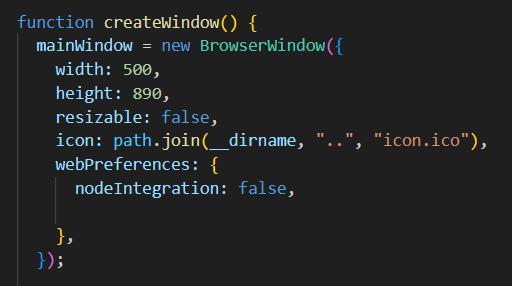 function createWindow() {
  mainWindow = new BrowserWindow({
    width: 500,
    height: 890,
    resizable: false,
    icon: path.join(__dirname, "..", "icon.ico"),
    webPreferences: {
      nodeIntegration: false,
    },
  });